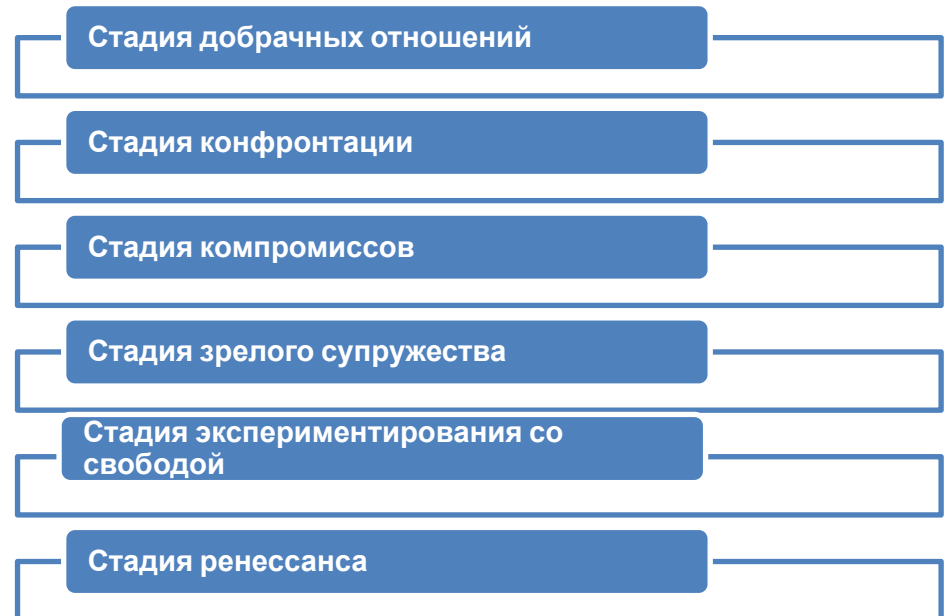 Стадия добрачных отношений
Стадия конфронтации
Стадия компромиссов
Стадия зрелого супружества
Стадия экспериментирования со
свободой
Стадия ренессанса